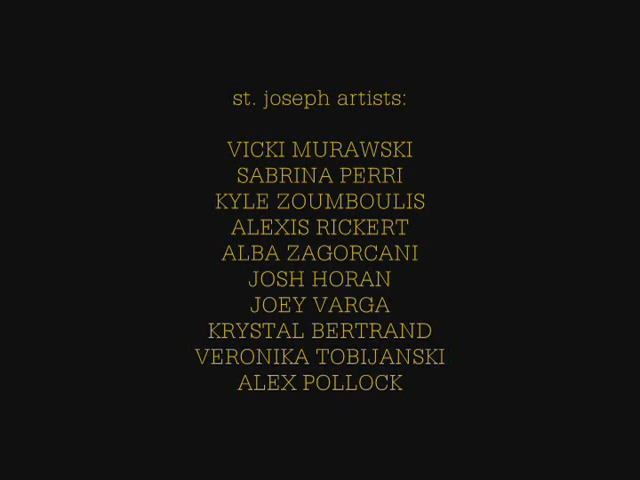 st. joseph artists:
VICKI MURAWSKI
SABRINA PERRI
KYLE ZOUMBOULIS
ALEXIS RICKERT
ALBA ZAGORCANI
JOSH HORAN
JOEY VARGA
KRYSTAL BERTRAND
VERONIKA TOBIJANSKI
ALEX POLLOCK